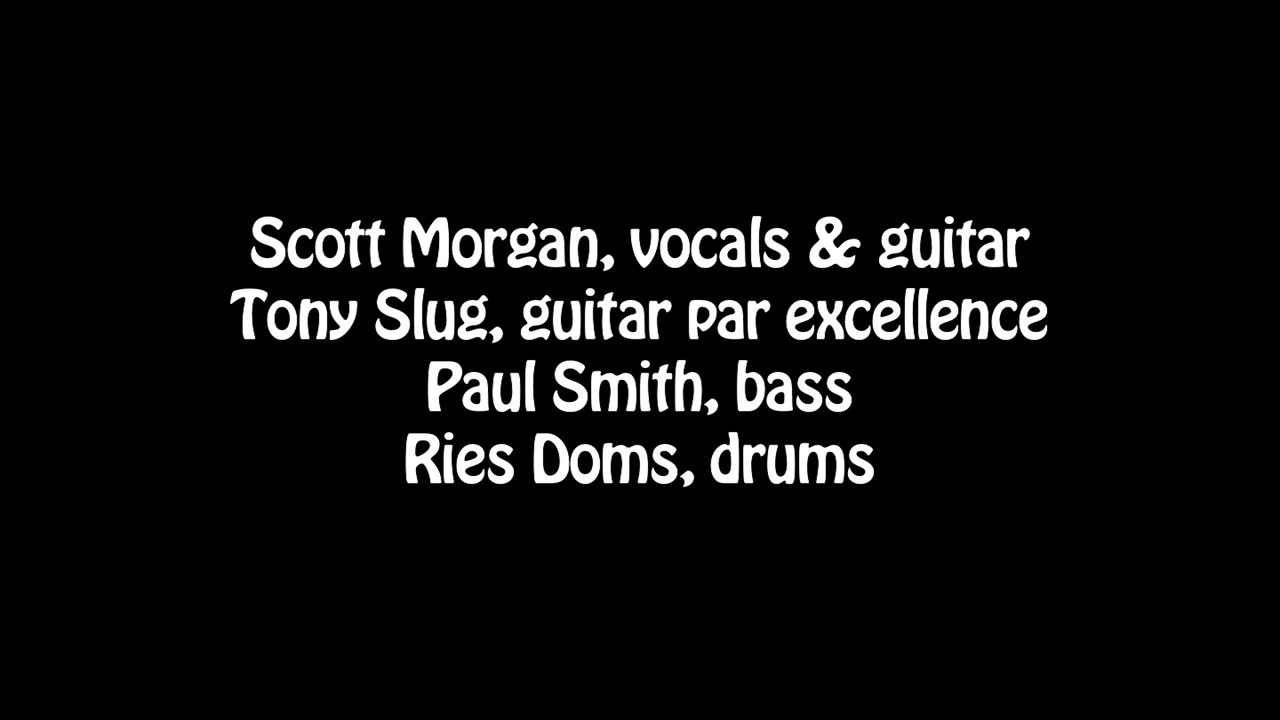 Scott Morgan, vocals & guitar
Tony Slug, guitar par excellence
Paul Smith, bass
Ries Doms, drums